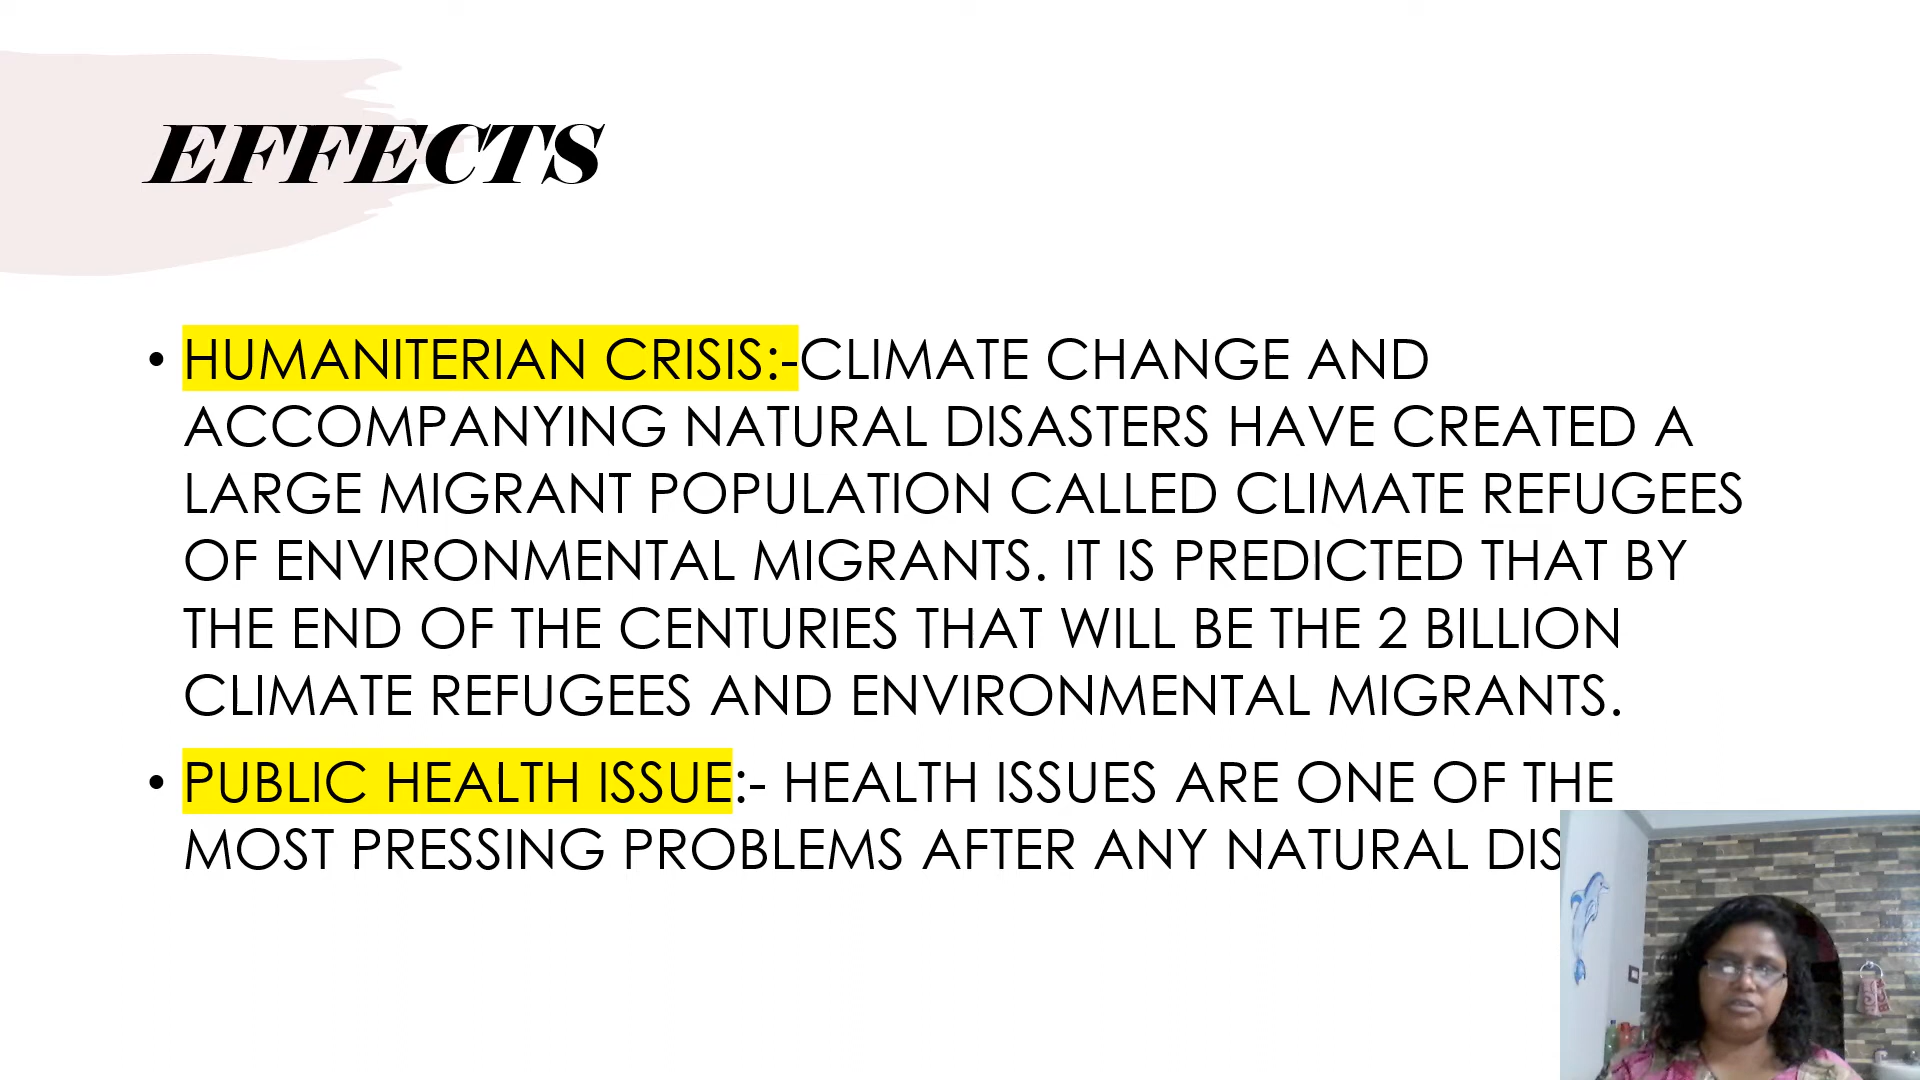 EFFECTS
• HUMANITERIAN CRISIS:-CLIMATE CHANGE AND
ACCOMPANYING NATURAL DISASTERS HAVE CREATED A
LARGE MIGRANT POPULATION CALLED CLIMATE REFUGEES
OF ENVIRONMENTAL MIGRANTS. IT IS PREDICTED THAT BY
THE END OF THE CENTURIES THAT WILL BE THE 2 BILLION
CLIMATE REFUGEES AND ENVIRONMENTAL MIGRANTS.
• PUBLIC HEALTH ISSUE:- HEALTH ISSUES ARE ONE OF THE
MOST PRESSING PROBLEMS AFTER ANY NATURAL